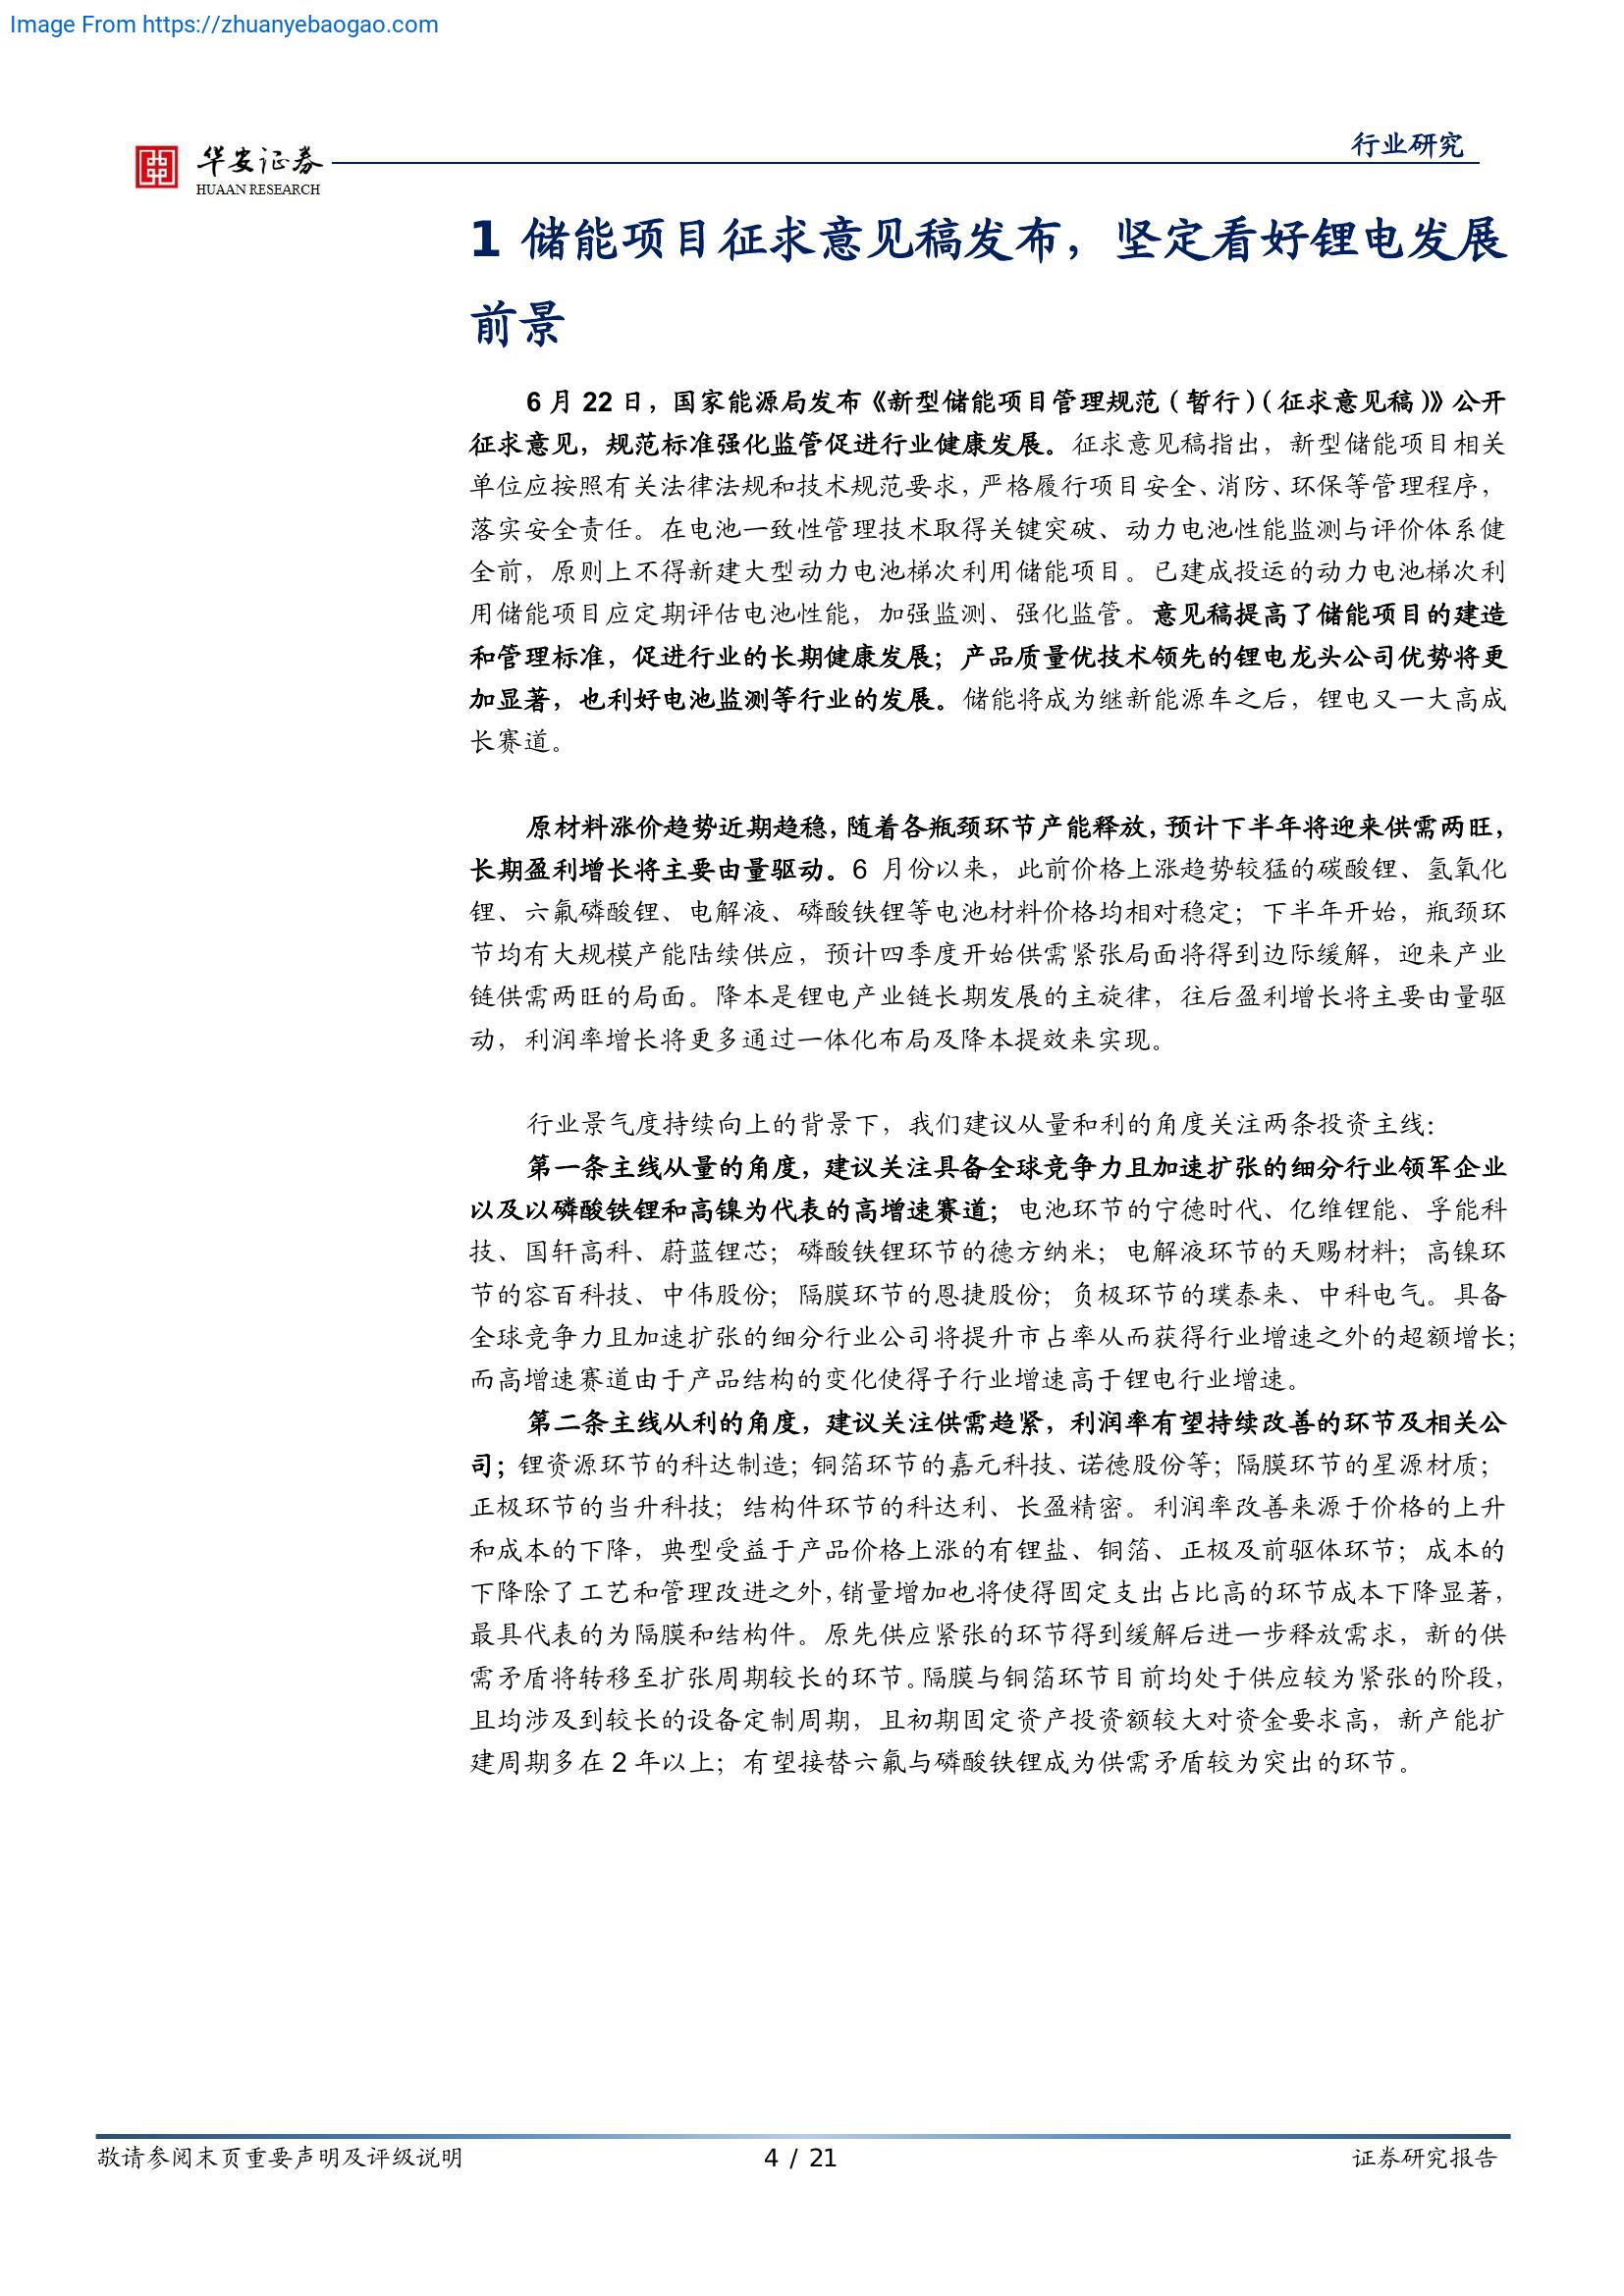 Image From https://zhuanyebaogao.com
行业研究
华安证券
HUAAN RESEARCH
1 储能项目征求意见稿发布，坚定看好锂电发展
前景
6 月 22 日，国家能源局发布《新型储能项目管理规范（暂行）（征求意见稿）》公开
征求意见，规范标准强化监管促进行业健康发展。征求意见稿指出，新型储能项目相关
单位应按照有关法律法规和技术规范要求，严格履行项目安全、消防、环保等管理程序，
落实安全责任。在电池一致性管理技术取得关键突破、动力电池性能监测与评价体系健
全前，原则上不得新建大型动力电池梯次利用储能项目。已建成投运的动力电池梯次利
用储能项目应定期评估电池性能，加强监测、强化监管。意见稿提高了储能项目的建造
和管理标准，促进行业的长期健康发展；产品质量优技术领先的锂电龙头公司优势将更
加显著，也利好电池监测等行业的发展。储能将成为继新能源车之后，锂电又一大高成
长赛道。
原材料涨价趋势近期趋稳，随着各瓶颈环节产能释放，预计下半年将迎来供需两旺，
长期盈利增长将主要由量驱动。6 月份以来，此前价格上涨趋势较猛的碳酸锂、氢氧化
锂、六氟磷酸锂、电解液、磷酸铁锂等电池材料价格均相对稳定；下半年开始，瓶颈环
节均有大规模产能陆续供应，预计四季度开始供需紧张局面将得到边际缓解，迎来产业
链供需两旺的局面。降本是锂电产业链长期发展的主旋律，往后盈利增长将主要由量驱
动，利润率增长将更多通过一体化布局及降本提效来实现。
行业景气度持续向上的背景下，我们建议从量和利的角度关注两条投资主线：
第一条主线从量的角度，建议关注具备全球竞争力且加速扩张的细分行业领军企业
以及以磷酸铁锂和高镍为代表的高增速赛道；电池环节的宁德时代、亿维锂能、孚能科
技、国轩高科、蔚蓝锂芯；磷酸铁锂环节的德方纳米；电解液环节的天赐材料；高镍环
节的容百科技、中伟股份；隔膜环节的恩捷股份；负极环节的璞泰来、中科电气。具备
全球竞争力且加速扩张的细分行业公司将提升市占率从而获得行业增速之外的超额增长；
而高增速赛道由于产品结构的变化使得子行业增速高于锂电行业增速。
第二条主线从利的角度，建议关注供需趋紧，利润率有望持续改善的环节及相关公
司；锂资源环节的科达制造；铜箔环节的嘉元科技、诺德股份等；隔膜环节的星源材质；
正极环节的当升科技；结构件环节的科达利、长盈精密。利润率改善来源于价格的上升
和成本的下降，典型受益于产品价格上涨的有锂盐、铜箔、正极及前驱体环节；成本的
下降除了工艺和管理改进之外，销量增加也将使得固定支出占比高的环节成本下降显著，
最具代表的为隔膜和结构件。原先供应紧张的环节得到缓解后进一步释放需求，新的供
需矛盾将转移至扩张周期较长的环节。隔膜与铜箔环节目前均处于供应较为紧张的阶段，
且均涉及到较长的设备定制周期，且初期固定资产投资额较大对资金要求高，新产能扩
建周期多在 2 年以上；有望接替六氟与磷酸铁锂成为供需矛盾较为突出的环节。
敬请参阅末页重要声明及评级说明
4 / 21
证券研究报告